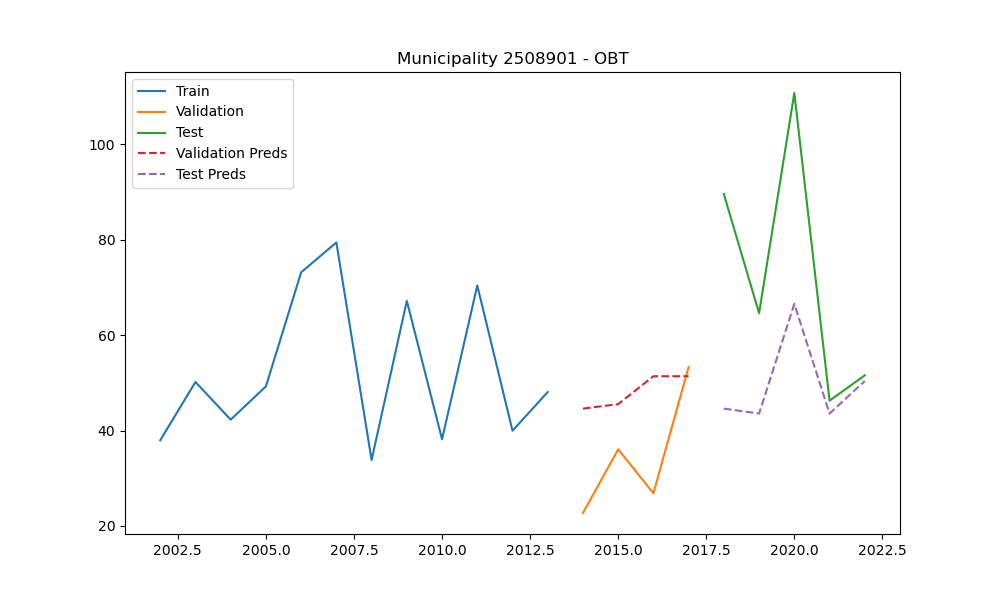 Municipality 2508901 - OBT
Train
Validation
Test
Validation Preds
Test Preds
100
80
60
40
20
2002.5 2005.0 2007.5 2010.0 2012.5 2015.0 2017.5 2020.0 2022.5